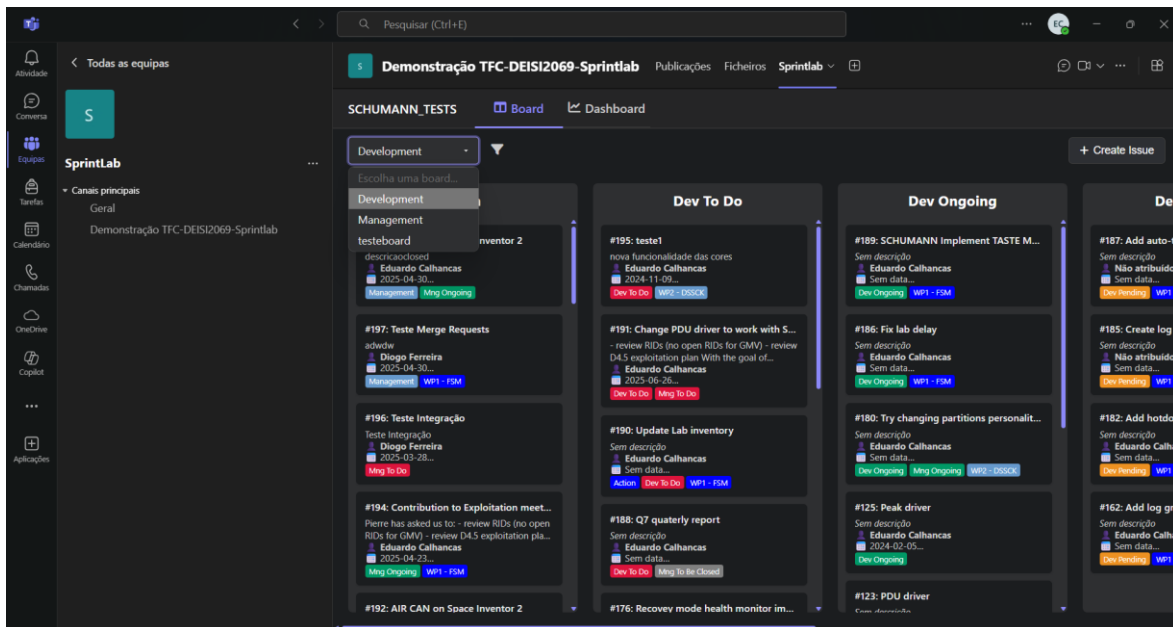 Pesquisar (Ctrl+E)
EC
Atividade
Conversa
Equipas
Tarefas
Calendário
Chamadas
OneDrive
Copilot
Aplicações
Todas as equipas
S
SprintLab
Canais principais
Geral
Demonstração TFC-DEISI2069-Sprintlab
S
Demonstração TFC-DEISI2069-Sprintlab
Publicações
Ficheiros
Sprintlab
SCHUMANN_TESTS
Board
Dashboard
Development
+ Create Issue
Escolha uma board...
Development
Management
testeboard
nventor 2
descricaoclosed
Eduardo Calhancas
2025-04-30...
Management Mng Ongoing
#197: Teste Merge Requests
adwdw
Diogo Ferreira
2025-04-30...
Management WP1 - FSM
#196: Teste Integração
Teste Integração
Diogo Ferreira
2025-03-28...
Mng To Do
#194: Contribution to Exploitation meet...
Pierre has asked us to: - review RIDs (no open
RIDs for GMV) - review D4.5 exploitation pla...
Eduardo Calhancas
2025-04-23...
Mng Ongoing WP1 - FSM
#192: AIR CAN on Space Inventor 2
Dev To Do
#195: teste1
nova funcionalidade das cores
Eduardo Calhancas
2024-11-09...
Dev To Do WP2 - DSSCK
#191: Change PDU driver to work with S...
- review RIDs (no open RIDs for GMV) - review
D4.5 exploitation plan With the goal of...
Eduardo Calhancas
2025-06-26...
Dev To Do Mng To Do
#190: Update Lab inventory
Sem descrição
Eduardo Calhancas
Sem data...
Action Dev To Do WP1 - FSM
#188: Q7 quaterly report
Sem descrição
Eduardo Calhancas
Sem data...
Dev To Do Mng To Be Closed
#176: Recovey mode health monitor im...
Dev Ongoing
#189: SCHUMANN Implement TASTE M...
Sem descrição
Eduardo Calhancas
Sem data...
Dev Ongoing WP1 - FSM
#186: Fix lab delay
Sem descrição
Eduardo Calhancas
Sem data...
Dev Ongoing WP1 - FSM
#180: Try changing partitions personalit...
Sem descrição
Eduardo Calhancas
Sem data...
Dev Ongoing Mng Ongoing WP2 - DSSCK
#125: Peak driver
Sem descrição
Eduardo Calhancas
2024-02-05...
Dev Ongoing
#123: PDU driver
Sem descrição
De
#187: Add auto-
Sem descrição
Não atribuído
Sem data...
Dev Pending WP1
#185: Create log
Sem descrição
Não atribuído
Sem data...
Dev Pending WP1
#182: Add hotdo
Sem descrição
Eduardo Calh
Sem data...
Dev Pending WP1
#162: Add log gr
Sem descrição
Eduardo Calh
Sem data...
Dev Pending WP1